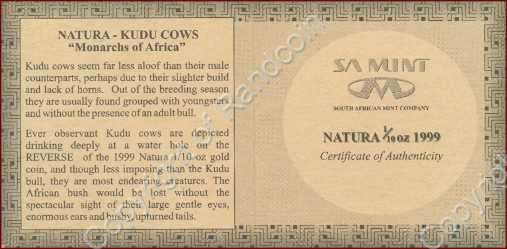 NATURA - KUDU COWS
"Monarchs of Africa"
Kudu cows seem far less aloof than their male
counterparts, perhaps due to their slighter build
and lack of horns. Out of the breeding season
they are usually found grouped with youngsters
and without the presence of an adult bull.
Ever observant Kudu cows are depicted
drinking deeply at a water hole on the
REVERSE of the 1999 Natura 1/10 oz gold
coin, and though less imposing than the Kudu
bull, they are most endearing creatures. The
African bush would be lost without the
spectacular sight of their large gentle eyes,
enormous ears and bushy upturned tails.
SA MINT
SOUTH AFRICAN MINT COMPANY
NATURA 1/10 oz 1999
Certificate of Authenticity